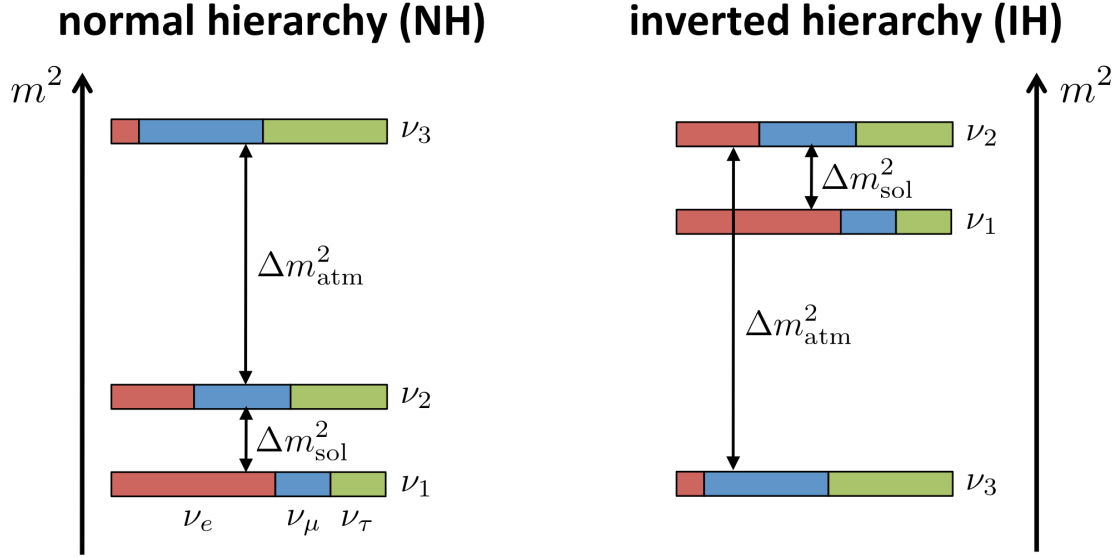 normal hierarchy (NH)
m²
ν₃
Δm²atm
ν₂
Δm²sol
ν₁
νe νμ ντ
inverted hierarchy (IH)
m²
ν₂
Δm²sol
ν₁
Δm²atm
ν₃